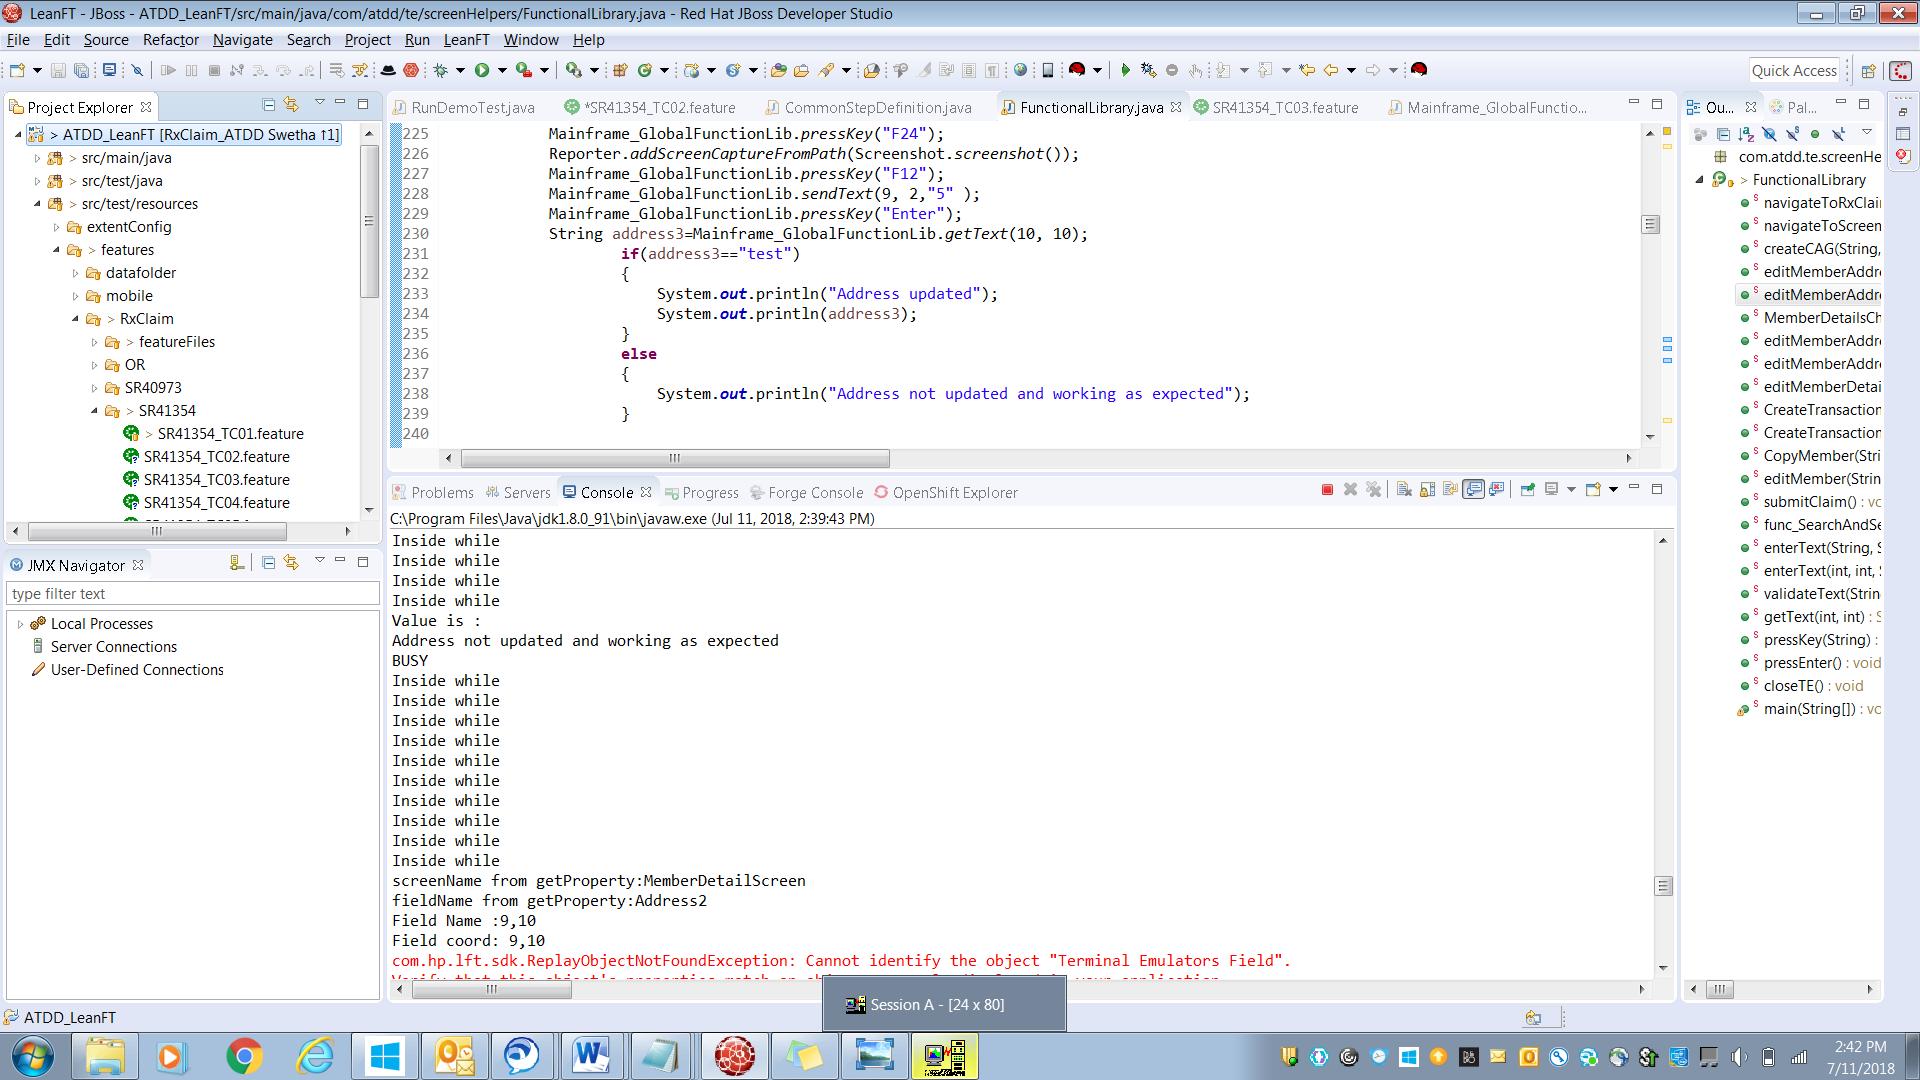 LeanFT - JBoss - ATDD_LeanFT/src/main/java/com/atdd/te/screenHelpers/FunctionalLibrary.java - Red Hat JBoss Developer Studio
File Edit Source Refactor Navigate Search Project Run LeanFT Window Help
Quick Access
Project Explorer
> ATDD_LeanFT [RxClaim_ATDD Swetha ↑1]
> src/main/java
> src/test/java
> src/test/resources
extentConfig
> features
datafolder
mobile
> RxClaim
> featureFiles
OR
SR40973
> SR41354
> SR41354_TC01.feature
SR41354_TC02.feature
SR41354_TC03.feature
SR41354_TC04.feature
JMX Navigator
type filter text
Local Processes
Server Connections
User-Defined Connections
RunDemoTest.java *SR41354_TC02.feature CommonStepDefinition.java FunctionalLibrary.java SR41354_TC03.feature Mainframe_GlobalFunctio...
225 Mainframe_GlobalFunctionLib.pressKey("F24");
226 Reporter.addScreenCaptureFromPath(Screenshot.screenshot());
227 Mainframe_GlobalFunctionLib.pressKey("F12");
228 Mainframe_GlobalFunctionLib.sendText(9, 2,"5" );
229 Mainframe_GlobalFunctionLib.pressKey("Enter");
230 String address3=Mainframe_GlobalFunctionLib.getText(10, 10);
231 if(address3=="test")
232 {
233 System.out.println("Address updated");
234 System.out.println(address3);
235 }
236 else
237 {
238 System.out.println("Address not updated and working as expected");
239 }
240
Problems Servers Console Progress Forge Console OpenShift Explorer
C:\Program Files\Java\jdk1.8.0_91\bin\javaw.exe (Jul 11, 2018, 2:39:43 PM)
Inside while
Inside while
Inside while
Inside while
Value is :
Address not updated and working as expected
BUSY
Inside while
Inside while
Inside while
Inside while
Inside while
Inside while
Inside while
Inside while
Inside while
Inside while
screenName from getProperty:MemberDetailScreen
fieldName from getProperty:Address2
Field Name :9,10
Field coord: 9,10
com.hp.lft.sdk.ReplayObjectNotFoundException: Cannot identify the object "Terminal Emulators Field".
Ou... Pal...
com.atdd.te.screenHe
> FunctionalLibrary
navigateToRxClai
navigateToScreen
createCAG(String,
editMemberAddre
editMemberAddre
MemberDetailsCh
editMemberAddre
editMemberAddre
editMemberDetai
CreateTransaction
CreateTransaction
CopyMember(Stri
editMember(String
submitClaim() : vo
func_SearchAndSe
enterText(String, S
enterText(int, int, S
validateText(String
getText(int, int) : S
pressKey(String) :
pressEnter() : void
closeTE() : void
main(String[]) : vo
Session A - [24 x 80]
ATDD_LeanFT
2:42 PM
7/11/2018